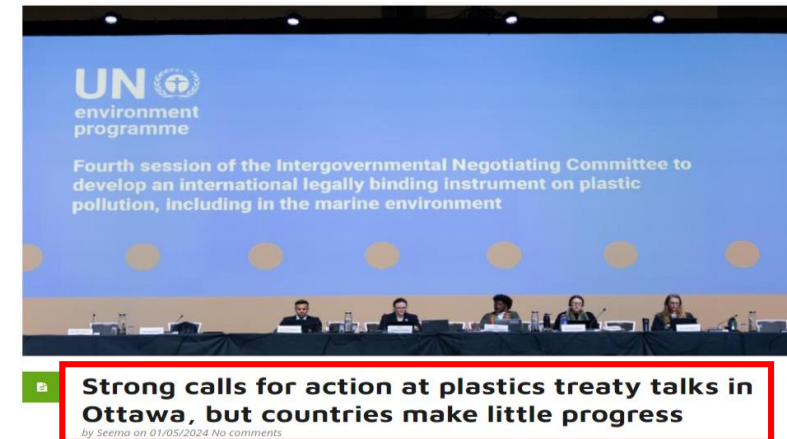 UN
environment
programme
Fourth session of the Intergovernmental Negotiating Committee to
develop an international legally binding instrument on plastic
pollution, including in the marine environment
Strong calls for action at plastics treaty talks in
Ottawa, but countries make little progress
by Seema on 01/05/2024 No comments